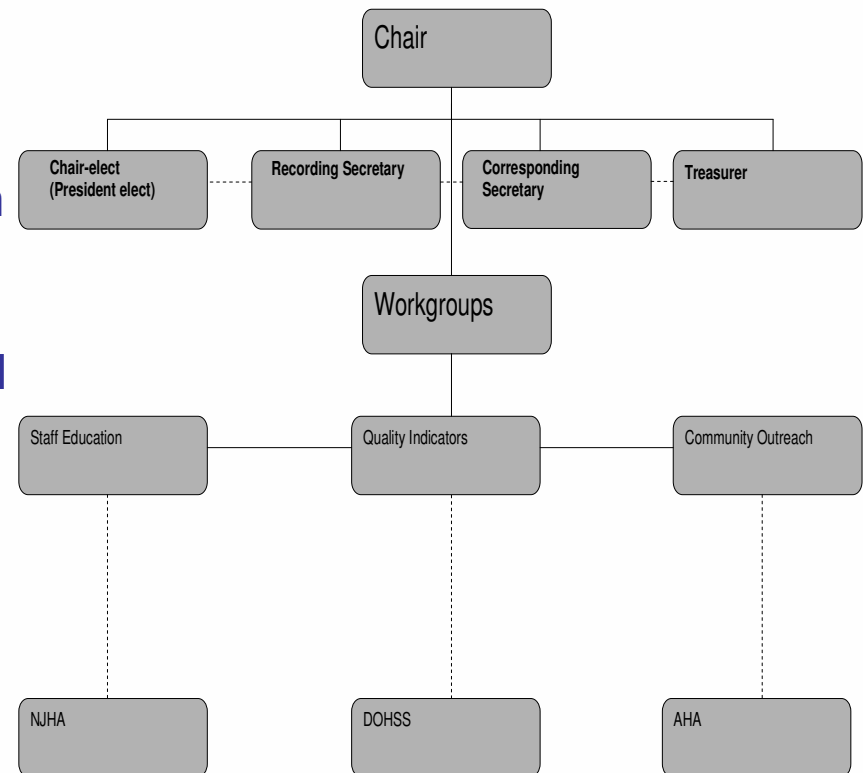 Chair
Chair-elect
(President elect)
Recording Secretary
Corresponding
Secretary
Treasurer
Workgroups
Staff Education
Quality Indicators
Community Outreach
NJHA
DOHSS
AHA